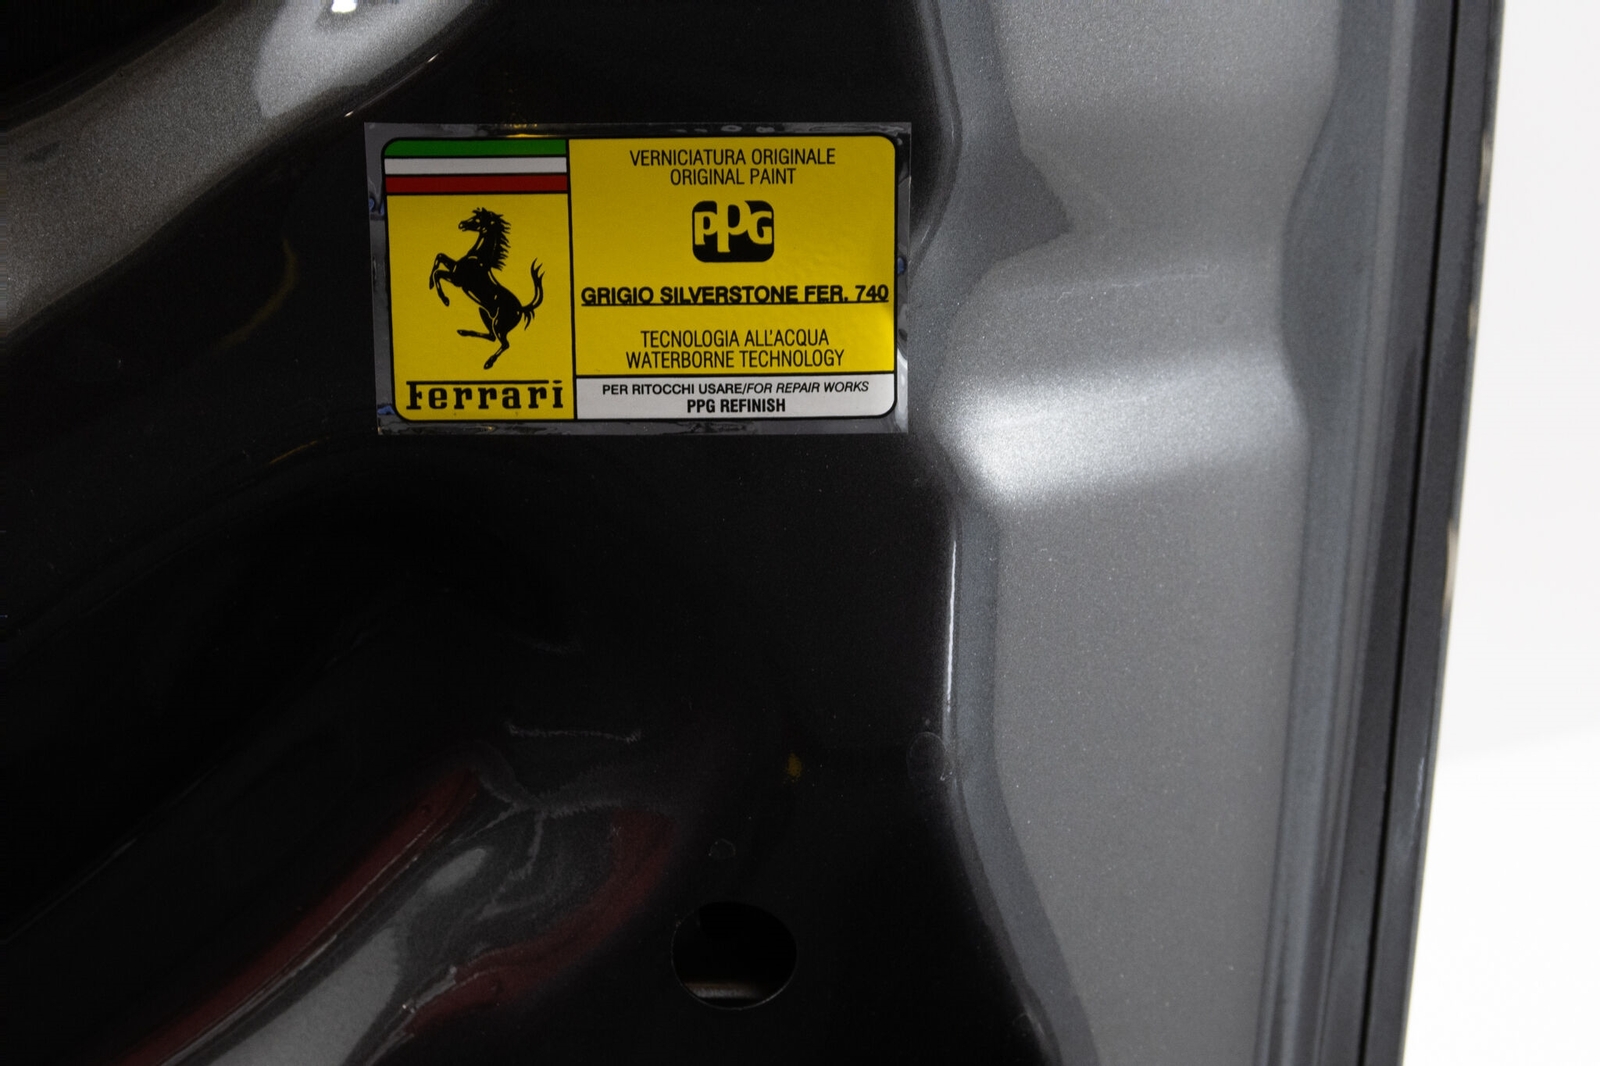 VERNICIATURA ORIGINALE
ORIGINAL PAINT
PPG
GRIGIO SILVERSTONE FER. 740
TECNOLOGIA ALL'ACQUA
WATERBORNE TECHNOLOGY
PER RITOCCHI USARE/FOR REPAIR WORKS
PPG REFINISH
Ferrari